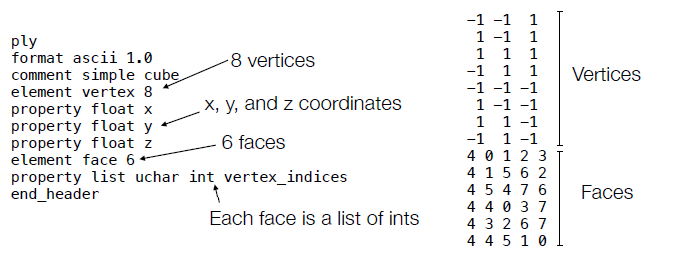 ply
format ascii 1.0
comment simple cube
element vertex 8
property float x
property float y
property float z
element face 6
property list uchar int vertex_indices
end_header
8 vertices
x, y, and z coordinates
6 faces
Each face is a list of ints
-1 -1 1
1 -1 1
1 1 1
-1 1 1
-1 -1 -1
1 -1 -1
1 1 -1
-1 1 -1
Vertices
4 0 1 2 3
4 1 5 6 2
4 5 4 7 6
4 4 0 3 7
4 3 2 6 7
4 4 5 1 0
Faces